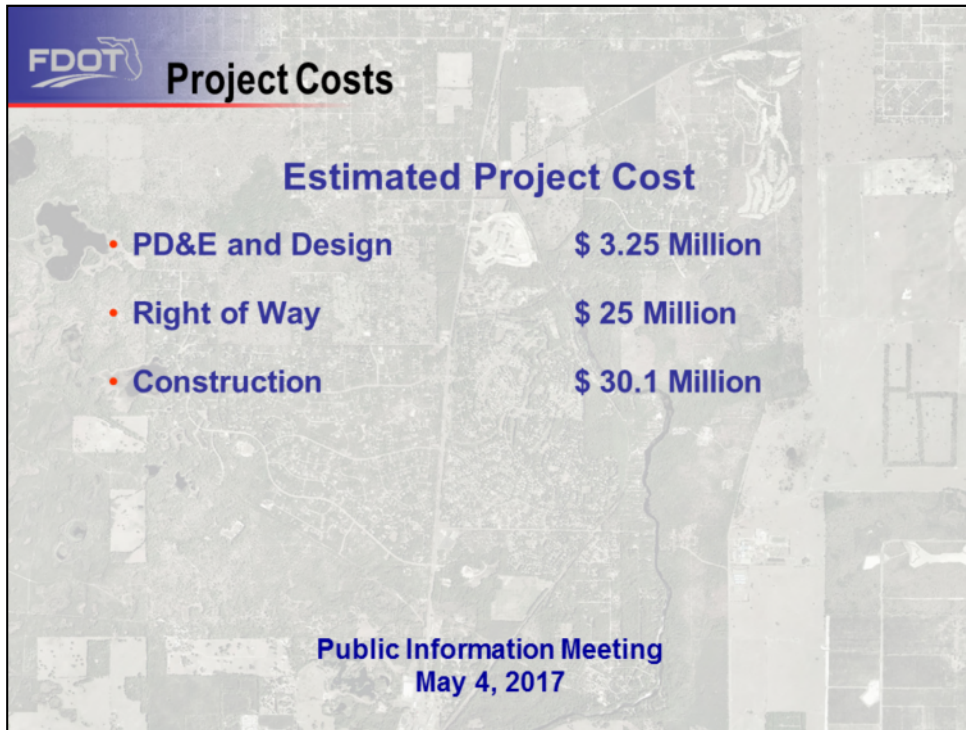 FDOT
Project Costs
Estimated Project Cost
• PD&E and Design $ 3.25 Million
• Right of Way $ 25 Million
• Construction $ 30.1 Million
Public Information Meeting
May 4, 2017